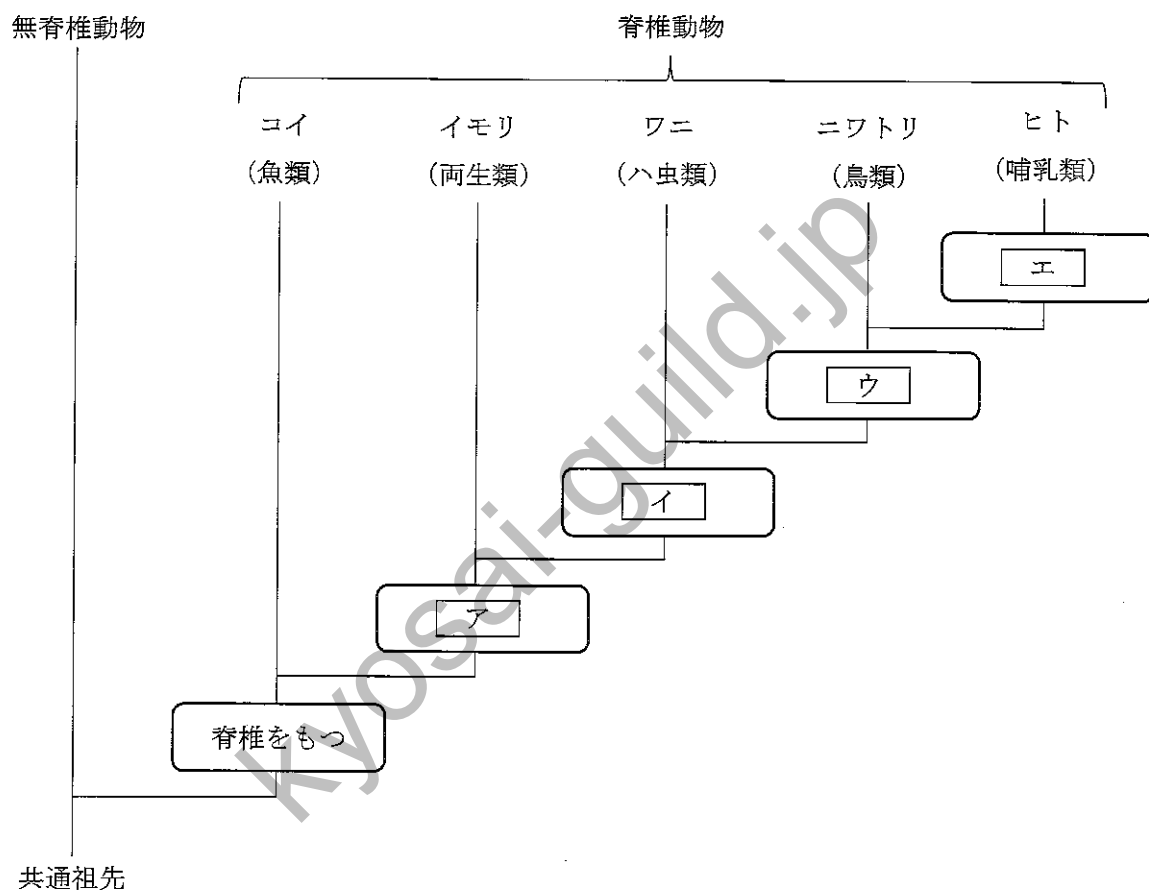 無脊椎動物
脊椎動物
コイ
(魚類)
イモリ
(両生類)
ワニ
(ハ虫類)
ニワトリ
(鳥類)
ヒト
(哺乳類)
エ
ウ
イ
ア
脊椎をもつ
共通祖先
kyosai-guild.jp